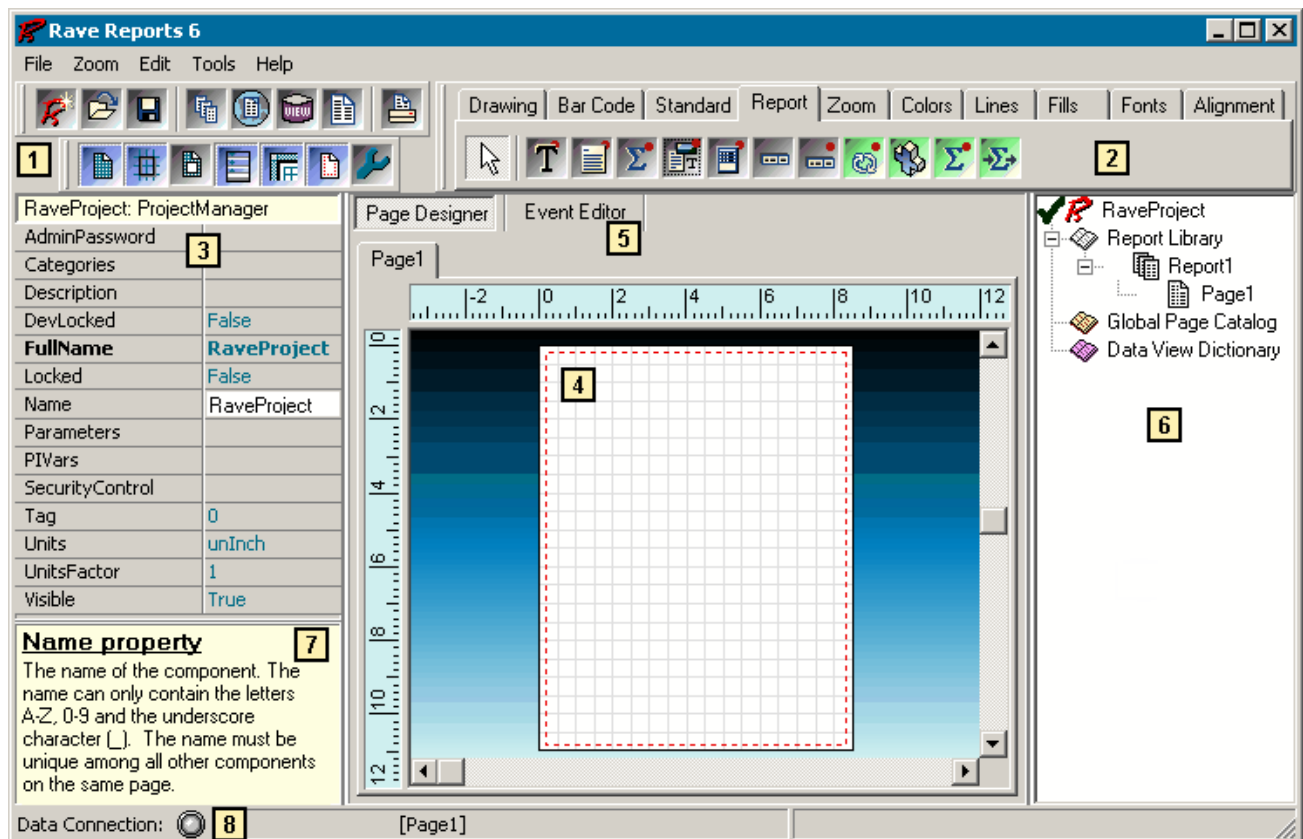 Rave Reports 6
File Zoom Edit Tools Help
Drawing Bar Code Standard Report Zoom Colors Lines Fills Fonts Alignment
1
2
RaveProject: ProjectManager
AdminPassword
3
Categories
Description
DevLocked False
FullName RaveProject
Locked False
Name RaveProject
Parameters
PIVars
SecurityControl
Tag 0
Units unInch
UnitsFactor 1
Visible True
Name property
7
The name of the component. The
name can only contain the letters
A-Z, 0-9 and the underscore
character (_). The name must be
unique among all other components
on the same page.
Page Designer Event Editor
5
Page1
-2 0 2 4 6 8 10 12
0
2
4
6
8
10
12
4
RaveProject
Report Library
Report1
Page1
Global Page Catalog
Data View Dictionary
6
Data Connection: 8 [Page1]